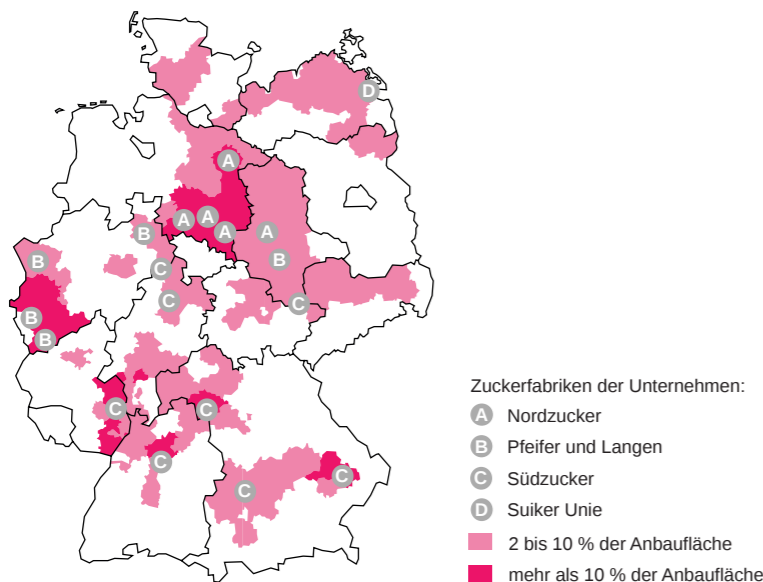 D
A
A
A
A
A
B
B
B
C
C
C
B
B
C
C
C
C
C
Zuckerfabriken der Unternehmen:
A Nordzucker
B Pfeifer und Langen
C Südzucker
D Suiker Unie
2 bis 10 % der Anbaufläche
mehr als 10 % der Anbaufläche